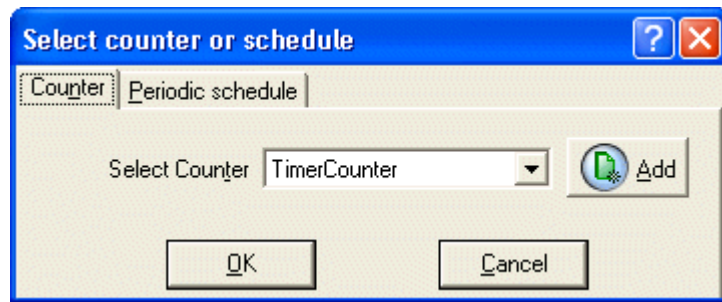 Select counter or schedule ?
Counter Periodic schedule
Select Counter TimerCounter Add
OK Cancel